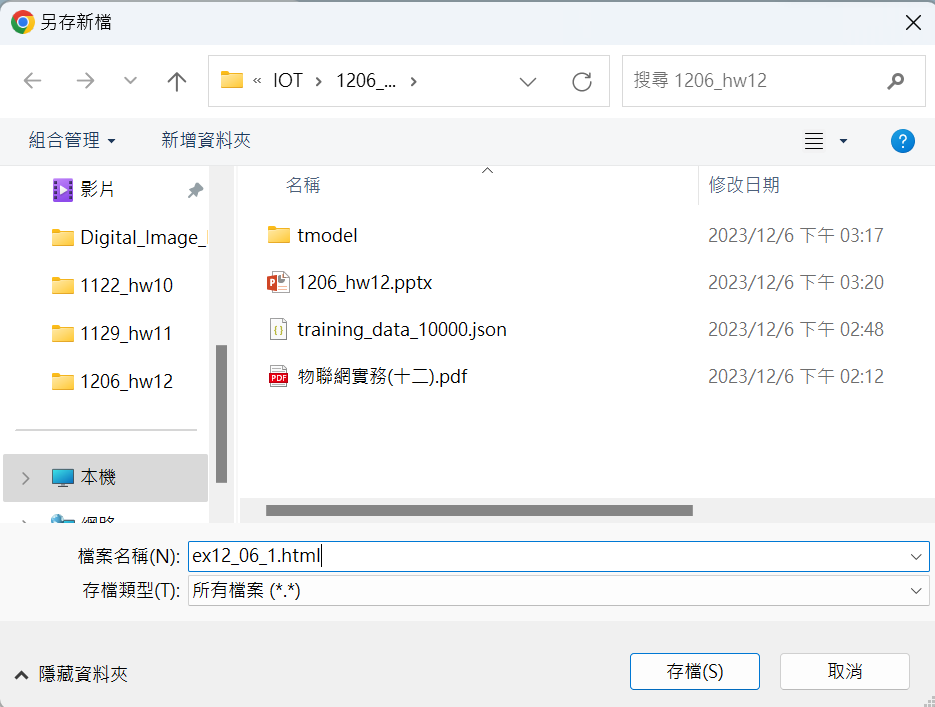 另存新檔
« IOT › 1206_... ›
搜尋 1206_hw12
組合管理
新增資料夾
?
影片
Digital_Image_
1122_hw10
1129_hw11
1206_hw12
本機
網路
名稱
修改日期
tmodel
2023/12/6 下午 03:17
1206_hw12.pptx
2023/12/6 下午 03:20
training_data_10000.json
2023/12/6 下午 02:48
PDF
物聯網實務(十二).pdf
2023/12/6 下午 02:12
檔案名稱(N):
ex12_06_1.html
存檔類型(T):
所有檔案 (*.*)
隱藏資料夾
存檔(S)
取消